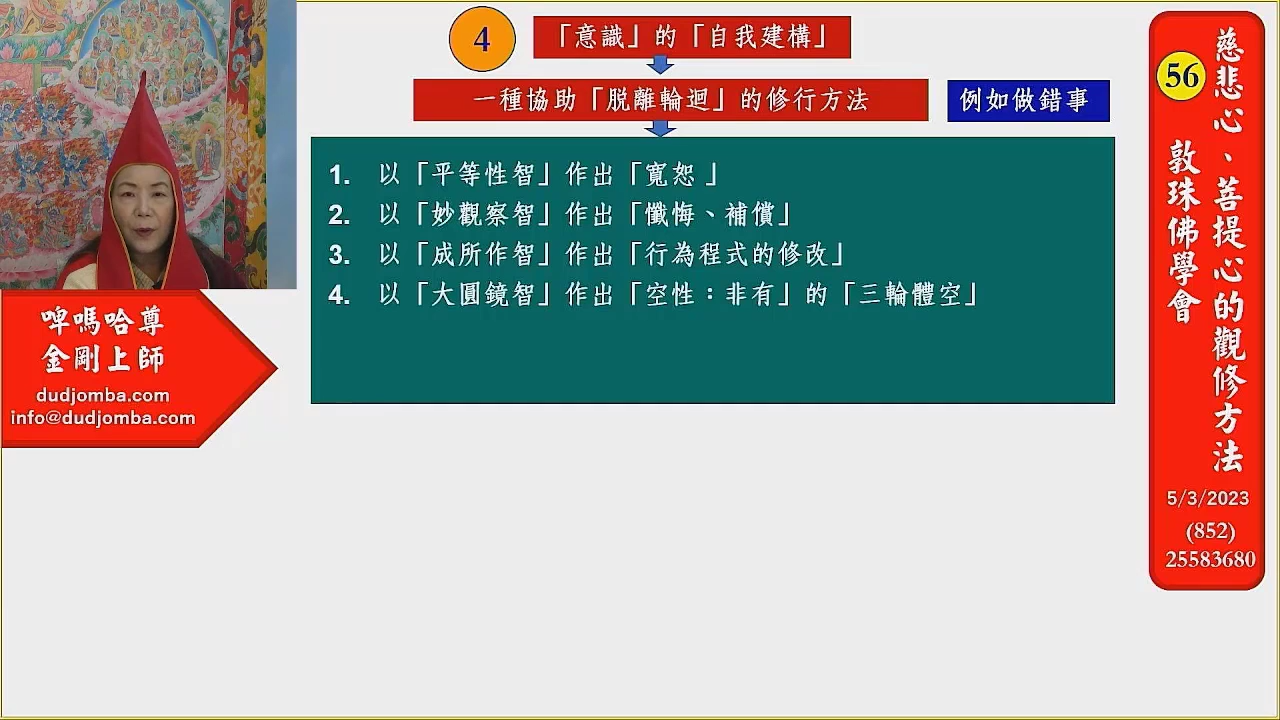 4
「意識」的「自我建構」
一種協助「脱離輪迴」的修行方法
例如做錯事
1. 以「平等性智」作出「寬恕 」
2. 以「妙觀察智」作出「懺悔、補償」
3. 以「成所作智」作出「行為程式的修改」
4. 以「大圓鏡智」作出「空性：非有」的「三輪體空」
啤嗎哈尊
金剛上師
dudjomba.com
info@dudjomba.com
慈悲心、菩提心的觀修方法
56
敦珠佛學會
5/3/2023
(852)
25583680